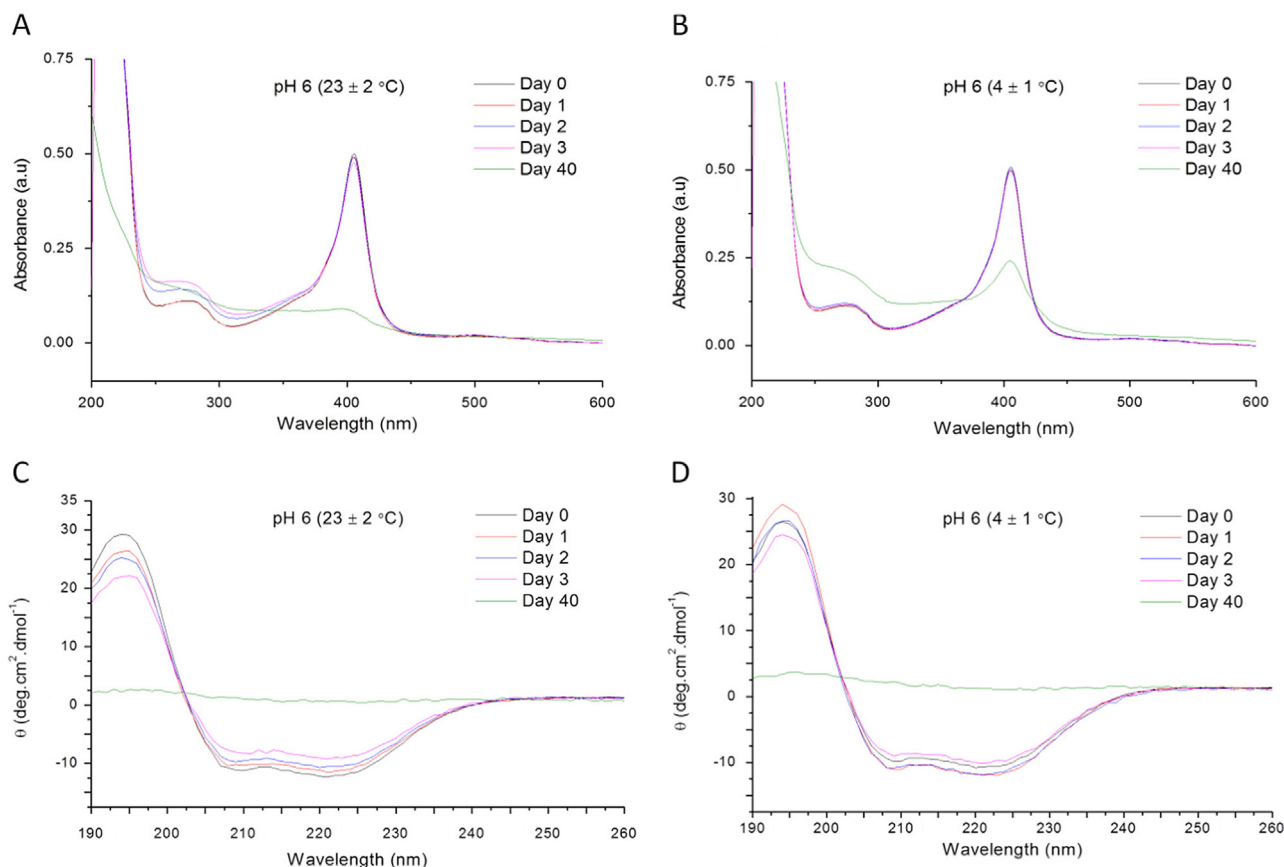 A
pH 6 (23 ± 2 °C)
Day 0
Day 1
Day 2
Day 3
Day 40
Absorbance (a.u)
0.75
0.50
0.25
0.00
200 300 400 500 600
Wavelength (nm)
B
pH 6 (4 ± 1 °C)
Day 0
Day 1
Day 2
Day 3
Day 40
Absorbance (a.u)
0.75
0.50
0.25
0.00
200 300 400 500 600
Wavelength (nm)
C
pH 6 (23 ± 2 °C)
Day 0
Day 1
Day 2
Day 3
Day 40
θ (deg.cm².dmol⁻¹)
35
30
25
20
15
10
5
0
-5
-10
190 200 210 220 230 240 250 260
Wavelength (nm)
D
pH 6 (4 ± 1 °C)
Day 0
Day 1
Day 2
Day 3
Day 40
θ (deg.cm².dmol⁻¹)
30
20
10
0
-10
190 200 210 220 230 240 250 260
Wavelength (nm)